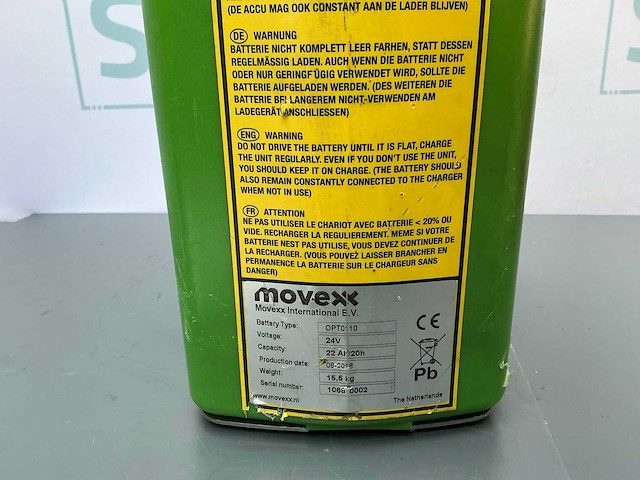 (DE ACCU MAG OOK CONSTANT AAN DE LADER BLIJVEN)
DE WARNUNG
BATTERIE NICHT KOMPLETT LEER FARHEN, STATT DESSEN
REGELMÄSSIG LADEN. AUCH WENN DIE BATTERIE NICHT
ODER NUR GERINGFÜGIG VERWENDET WIRD, SOLLTE DIE
BATTERIE AUFGELADEN WERDEN. (DES WEITEREN DIE
BATTERIE BEI LANGEREM NICHT-VERWENDEN AM
LADEGERÄT ANSCHLIESSEN)
ENG WARNING
DO NOT DRIVE THE BATTERY UNTIL IT IS FLAT, CHARGE
THE UNIT REGULARLY. EVEN IF YOU DON'T USE THE UNIT,
YOU SHOULD KEEP IT ON CHARGE. (THE BATTERY SHOULD
ALSO REMAIN CONSTANTLY CONNECTED TO THE CHARGER
WHEM NOT IN USE)
FR ATTENTION
NE PAS UTILISER LE CHARIOT AVEC BATTERIE < 20% OU
VIDE. RECHARGER LA REGULIEREMENT. MEME SI VOTRE
BATTERIE NEST PAS UTILISE, VOUS DEVEZ CONTINUER DE
LA RECHARGER. (VOUS POUVEZ LAISSER BRANCHER EN
PERMANENCE LA BATTERIE SUR LE CHARGEUR SANS
DANGER)
movexx
Movexx International B.V.
Battery Type:
Voltage: 24V
Capacity: 22 Ah/20h
Production date:
Weight: 15,5 kg
Serial number:
www.movexx.nl
The Netherlands
CE
Pb